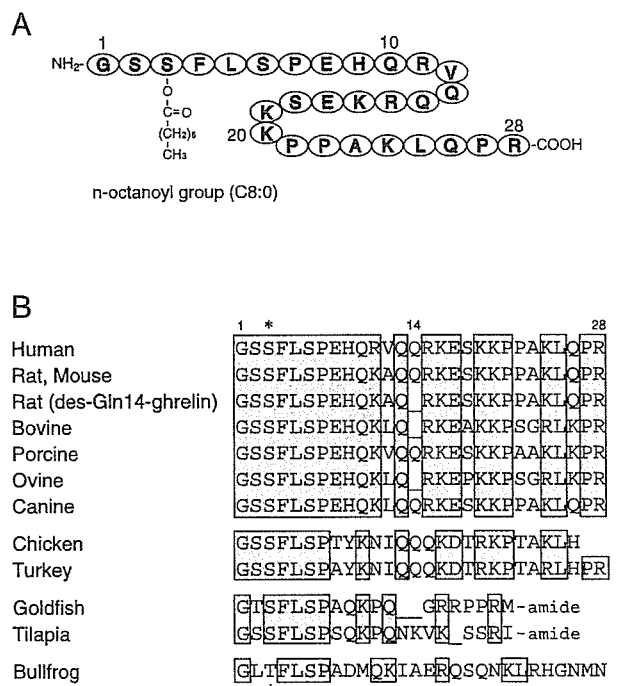 A
1 10
NH2- G S S F L S P E H Q R V
O Q
C=O K S E K R Q
(CH2)6 20 K 28
CH3 P P A K L Q P R -COOH
n-octanoyl group (C8:0)
B
1 * 14 28
Human GSSFLSPEHQRVQQRKESKKPPAKLQPR
Rat, Mouse GSSFLSPEHQKAQQRKESKKPPAKLQPR
Rat (des-Gln14-ghrelin) GSSFLSPEHQKAQ_RKESKKPPAKLQPR
Bovine GSSFLSPEHQKLQ_RKEAKKPSGRLKPR
Porcine GSSFLSPEHQKVQQRKESKKPAAKLKPR
Ovine GSSFLSPEHQKLQ_RKEPKKPSGRLKPR
Canine GSSFLSPEHQKLQQRKESKKPPAKLQPR
Chicken GSSFLSPTYKNIQQQKDTRKPTAKLH
Turkey GSSFLSPAYKNIQQQKDTRKPTARLHPR
Goldfish GTSFLSPAQKPQ__GRRPPRM-amide
Tilapia GSSFLSPSQKPQNKVK_SSRI-amide
Bullfrog GLTFLSPADMQKIAERQSQNKLRHGNMN